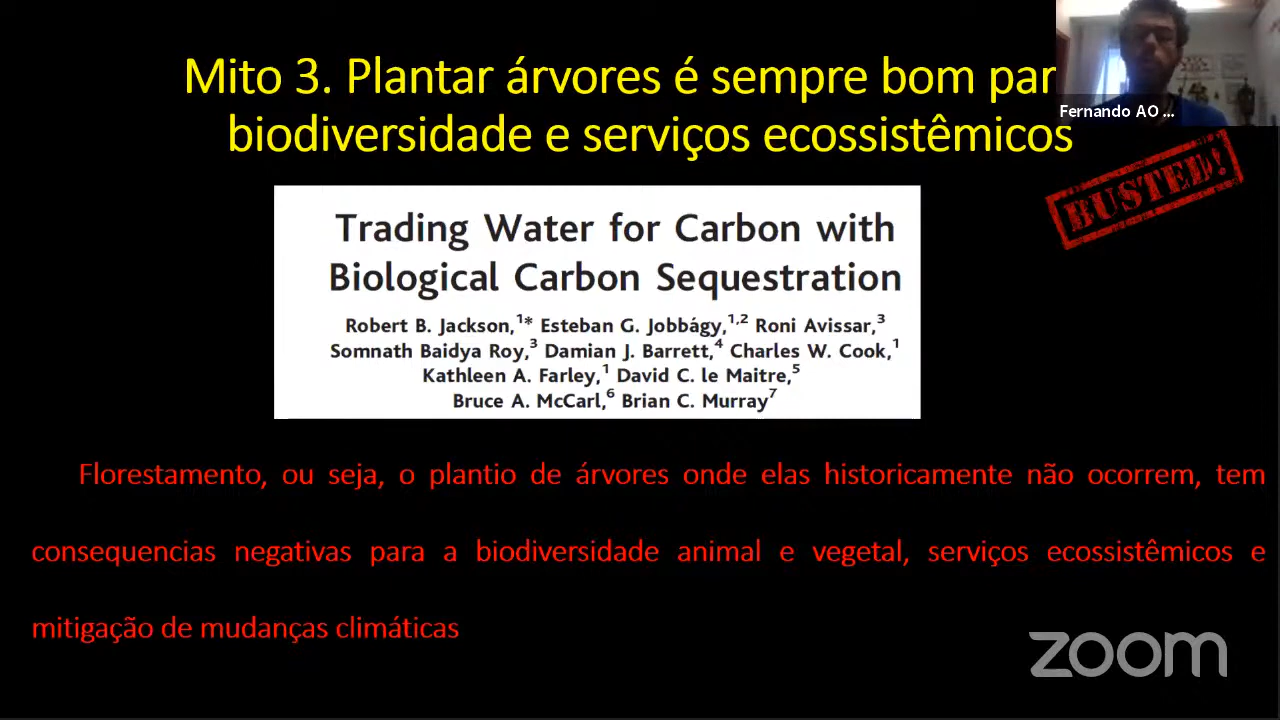 Mito 3. Plantar árvores é sempre bom par
biodiversidade e serviços ecossistêmicos
Fernando AO ...
BUSTED!
Trading Water for Carbon with
Biological Carbon Sequestration
Robert B. Jackson,1* Esteban G. Jobbágy,1,2 Roni Avissar,3
Somnath Baidya Roy,3 Damian J. Barrett,4 Charles W. Cook,1
Kathleen A. Farley,1 David C. le Maitre,5
Bruce A. McCarl,6 Brian C. Murray7
Florestamento, ou seja, o plantio de árvores onde elas historicamente não ocorrem, tem
consequencias negativas para a biodiversidade animal e vegetal, serviços ecossistêmicos e
mitigação de mudanças climáticas
zoom